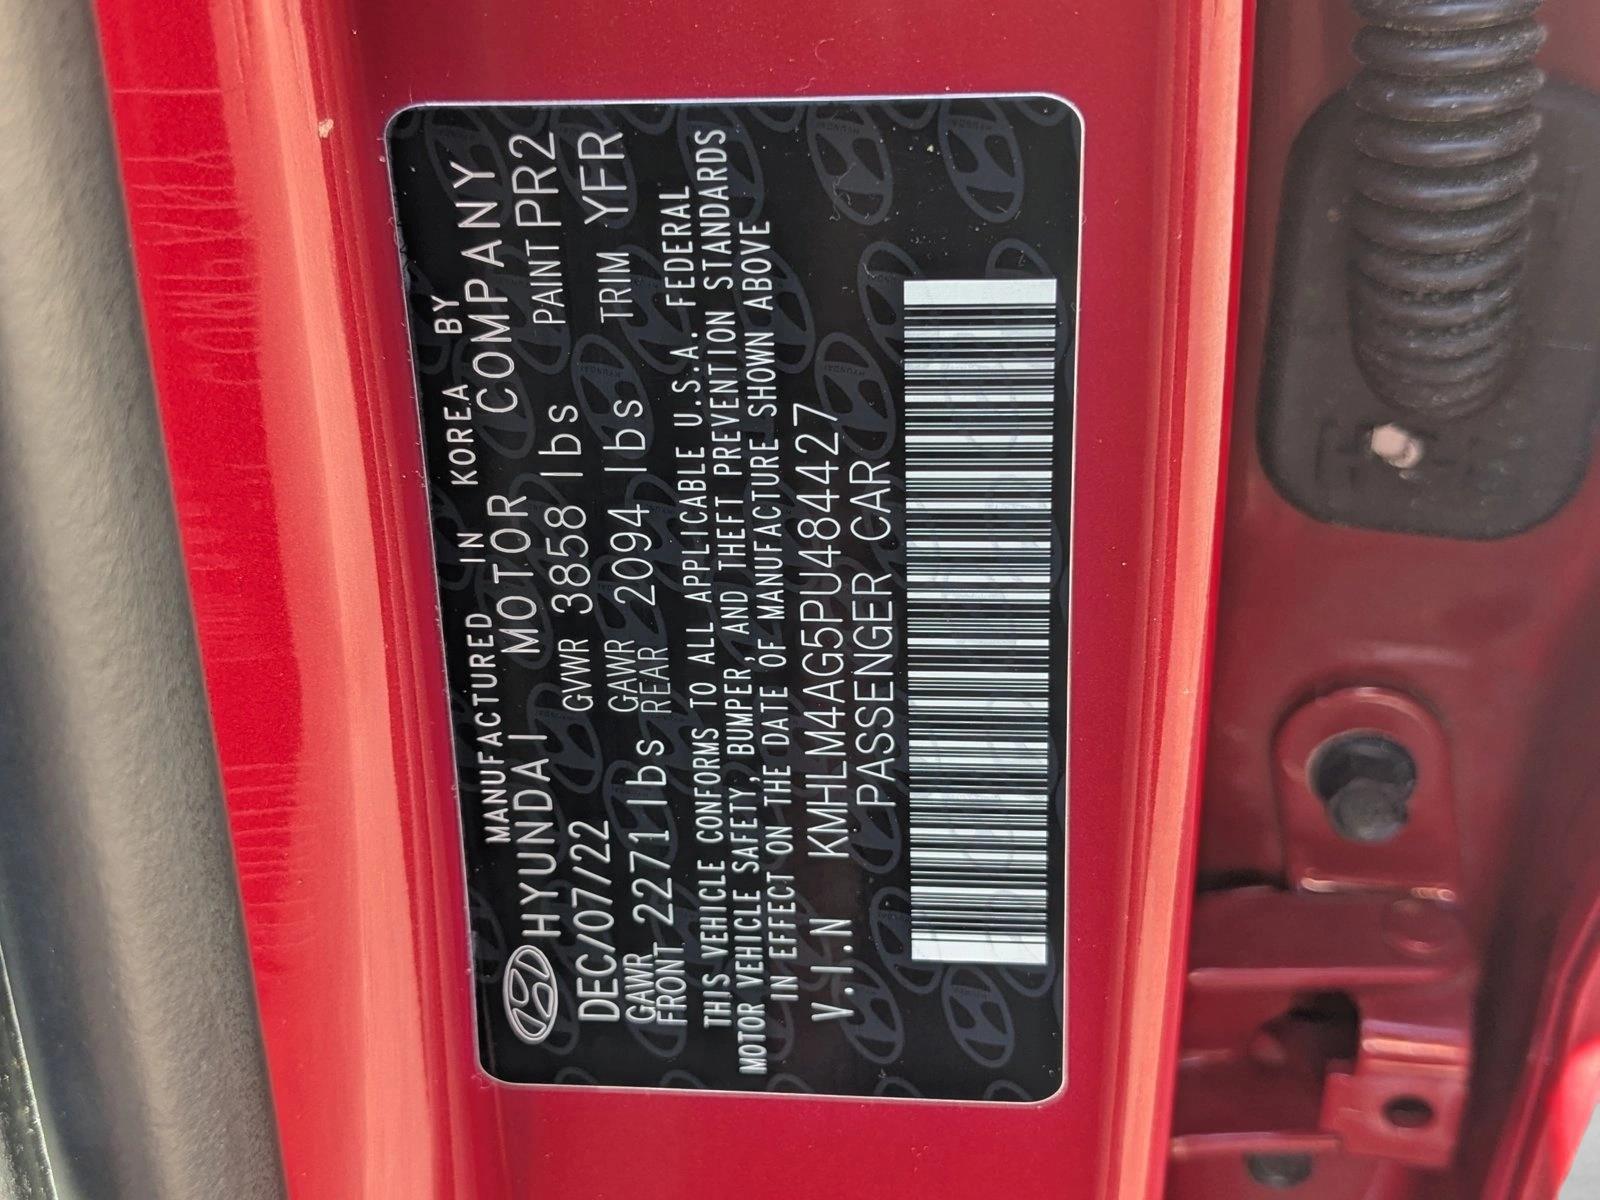 MANUFACTURED IN KOREA BY
HYUNDAI MOTOR COMPANY
DEC/07/22 GVWR 3858 lbs PAINT PR2
GAWR FRONT 2271 lbs GAWR REAR 2094 lbs TRIM YFR
THIS VEHICLE CONFORMS TO ALL APPLICABLE U.S.A. FEDERAL
MOTOR VEHICLE SAFETY, BUMPER, AND THEFT PREVENTION STANDARDS
IN EFFECT ON THE DATE OF MANUFACTURE SHOWN ABOVE
V.I.N KMHLM4AG5PU484427
PASSENGER CAR